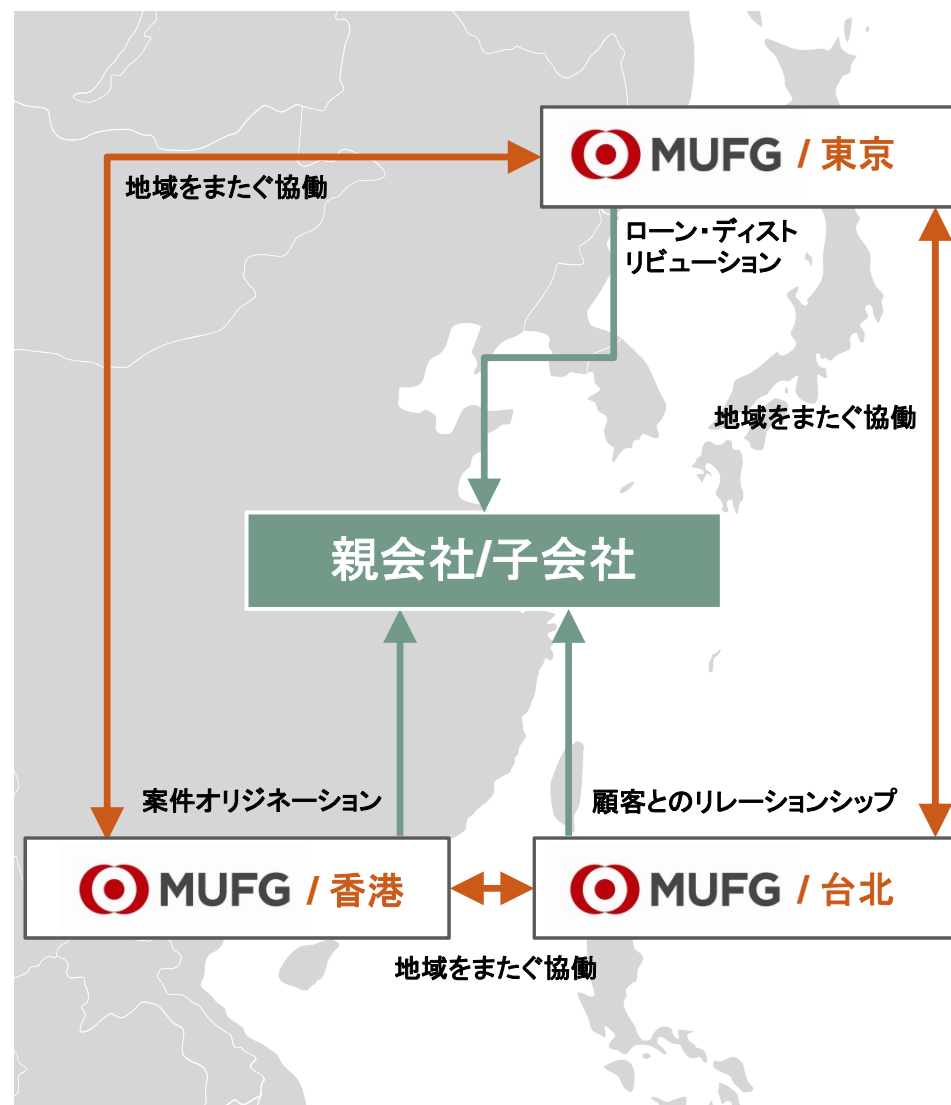 MUFG / 東京
地域をまたぐ協働
ローン・ディスト
リビューション
地域をまたぐ協働
親会社/子会社
案件オリジネーション
顧客とのリレーションシップ
MUFG / 香港
MUFG / 台北
地域をまたぐ協働